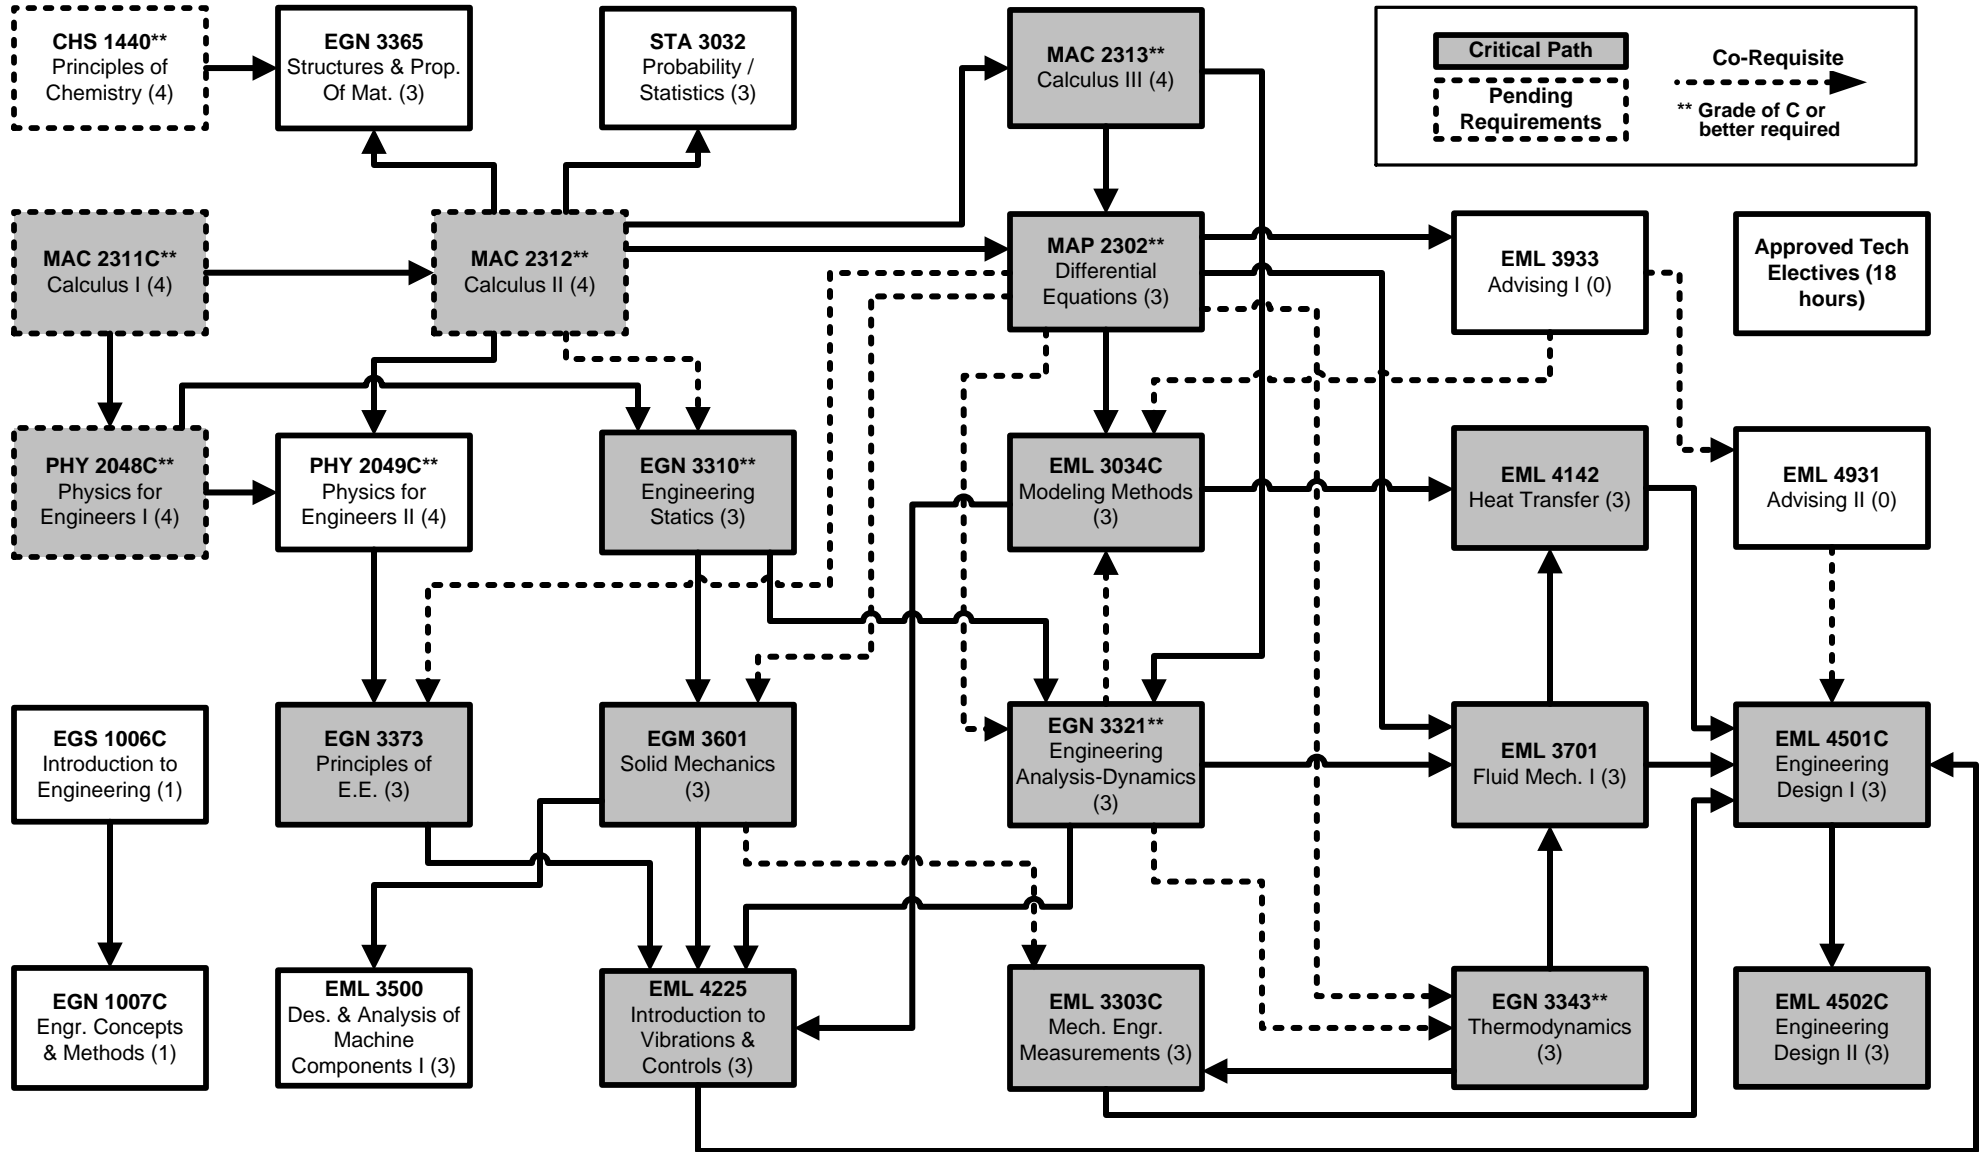 CHS 1440**
Principles of
Chemistry (4)
EGN 3365
Structures & Prop.
Of Mat. (3)
STA 3032
Probability /
Statistics (3)
MAC 2313**
Calculus III (4)
Critical Path
Pending
Requirements
Co-Requisite
** Grade of C or
better required
MAC 2311C**
Calculus I (4)
MAC 2312**
Calculus II (4)
MAP 2302**
Differential
Equations (3)
EML 3933
Advising I (0)
Approved Tech
Electives (18
hours)
PHY 2048C**
Physics for
Engineers I (4)
PHY 2049C**
Physics for
Engineers II (4)
EGN 3310**
Engineering
Statics (3)
EML 3034C
Modeling Methods
(3)
EML 4142
Heat Transfer (3)
EML 4931
Advising II (0)
EGS 1006C
Introduction to
Engineering (1)
EGN 3373
Principles of
E.E. (3)
EGM 3601
Solid Mechanics
(3)
EGN 3321**
Engineering
Analysis-Dynamics
(3)
EML 3701
Fluid Mech. I (3)
EML 4501C
Engineering
Design I (3)
EGN 1007C
Engr. Concepts
& Methods (1)
EML 3500
Des. & Analysis of
Machine
Components I (3)
EML 4225
Introduction to
Vibrations &
Controls (3)
EML 3303C
Mech. Engr.
Measurements (3)
EGN 3343**
Thermodynamics
(3)
EML 4502C
Engineering
Design II (3)